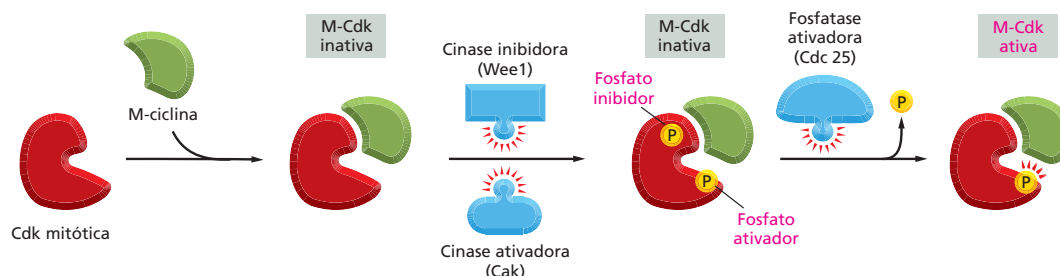 M-ciclina
Cdk mitótica
M-Cdk
inativa
Cinase inibidora
(Wee1)
Cinase ativadora
(Cak)
M-Cdk
inativa
Fosfato
inibidor
P
P
Fosfato
ativador
Fosfatase
ativadora
(Cdc 25)
P
M-Cdk
ativa
P